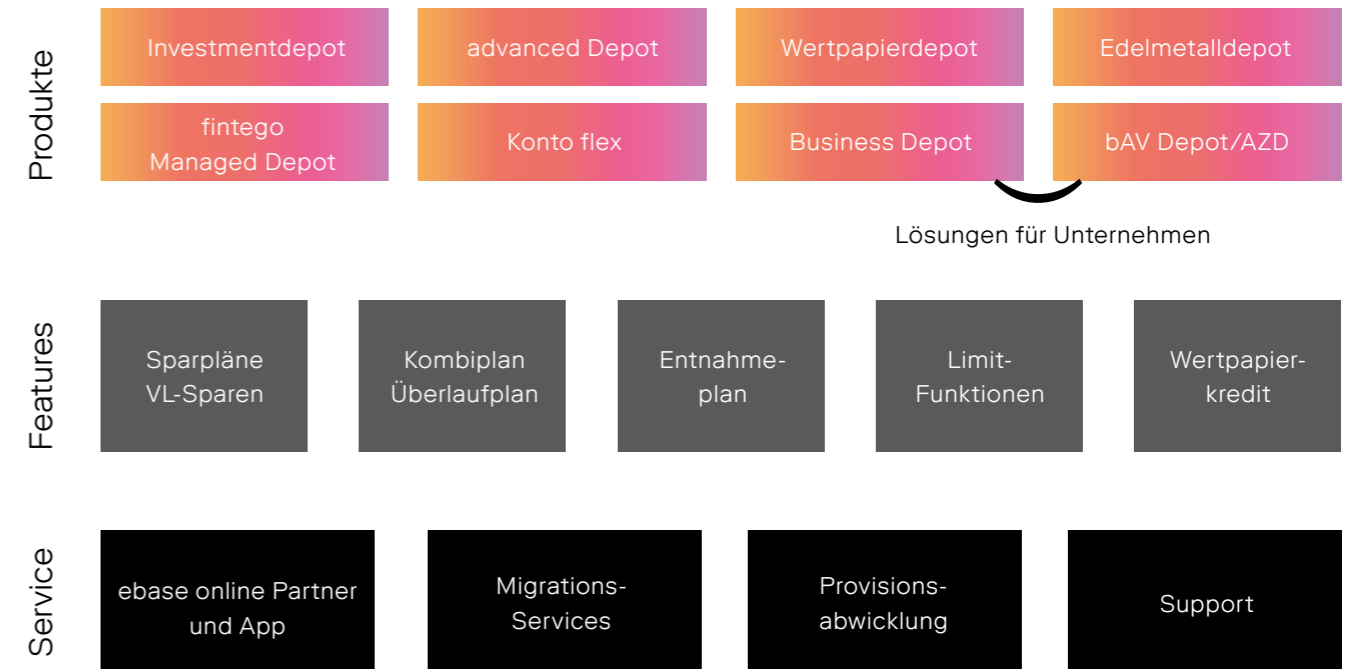 Produkte
Investmentdepot
advanced Depot
Wertpapierdepot
Edelmetalldepot
fintego
Managed Depot
Konto flex
Business Depot
bAV Depot/AZD
Lösungen für Unternehmen
Features
Sparpläne
VL-Sparen
Kombiplan
Überlaufplan
Entnahme-
plan
Limit-
Funktionen
Wertpapier-
kredit
Service
ebase online Partner
und App
Migrations-
Services
Provisions-
abwicklung
Support